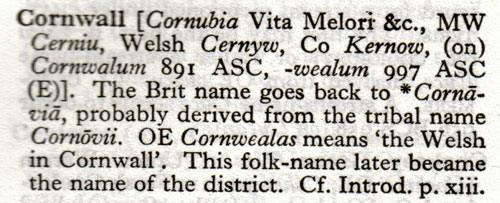 Cornwall [Cornubia Vita Melori &c., MW
Cerniu, Welsh Cernyw, Co Kernow, (on)
Cornwalum 891 ASC, -wealum 997 ASC
(E)]. The Brit name goes back to *Cornā-
viā, probably derived from the tribal name
Cornōvii. OE Cornwealas means ‘the Welsh
in Cornwall’. This folk-name later became
the name of the district. Cf. Introd. p. xiii.